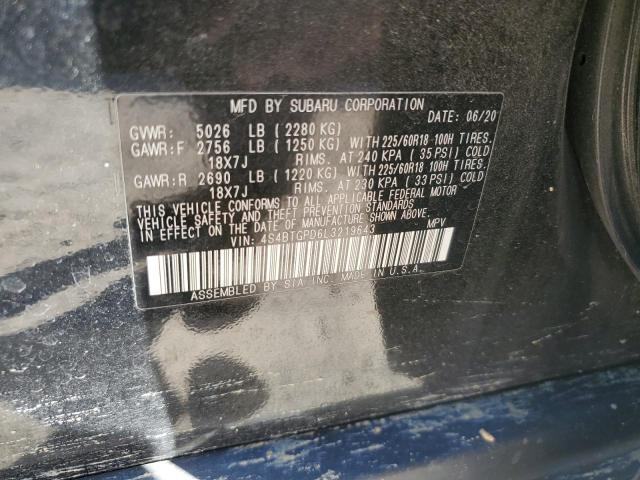 MFD BY SUBARU CORPORATION
DATE: 06/20
GVWR: 5026 LB (2280 KG)
GAWR:F 2756 LB (1250 KG) WITH 225/60R18 100H TIRES.
18X7J RIMS. AT 240 KPA (35 PSI) COLD
GAWR:R 2690 LB (1220 KG) WITH 225/60R18 100H TIRES.
18X7J RIMS. AT 230 KPA (33 PSI) COLD
THIS VEHICLE CONFORMS TO ALL APPLICABLE FEDERAL MOTOR
VEHICLE SAFETY AND THEFT PREVENTION STANDARDS IN
EFFECT ON THE DATE OF MANUFACTURE SHOWN ABOVE.
VIN: 4S4BTGPD6L3219643 MPV
ASSEMBLED BY SIA INC. MADE IN U.S.A.